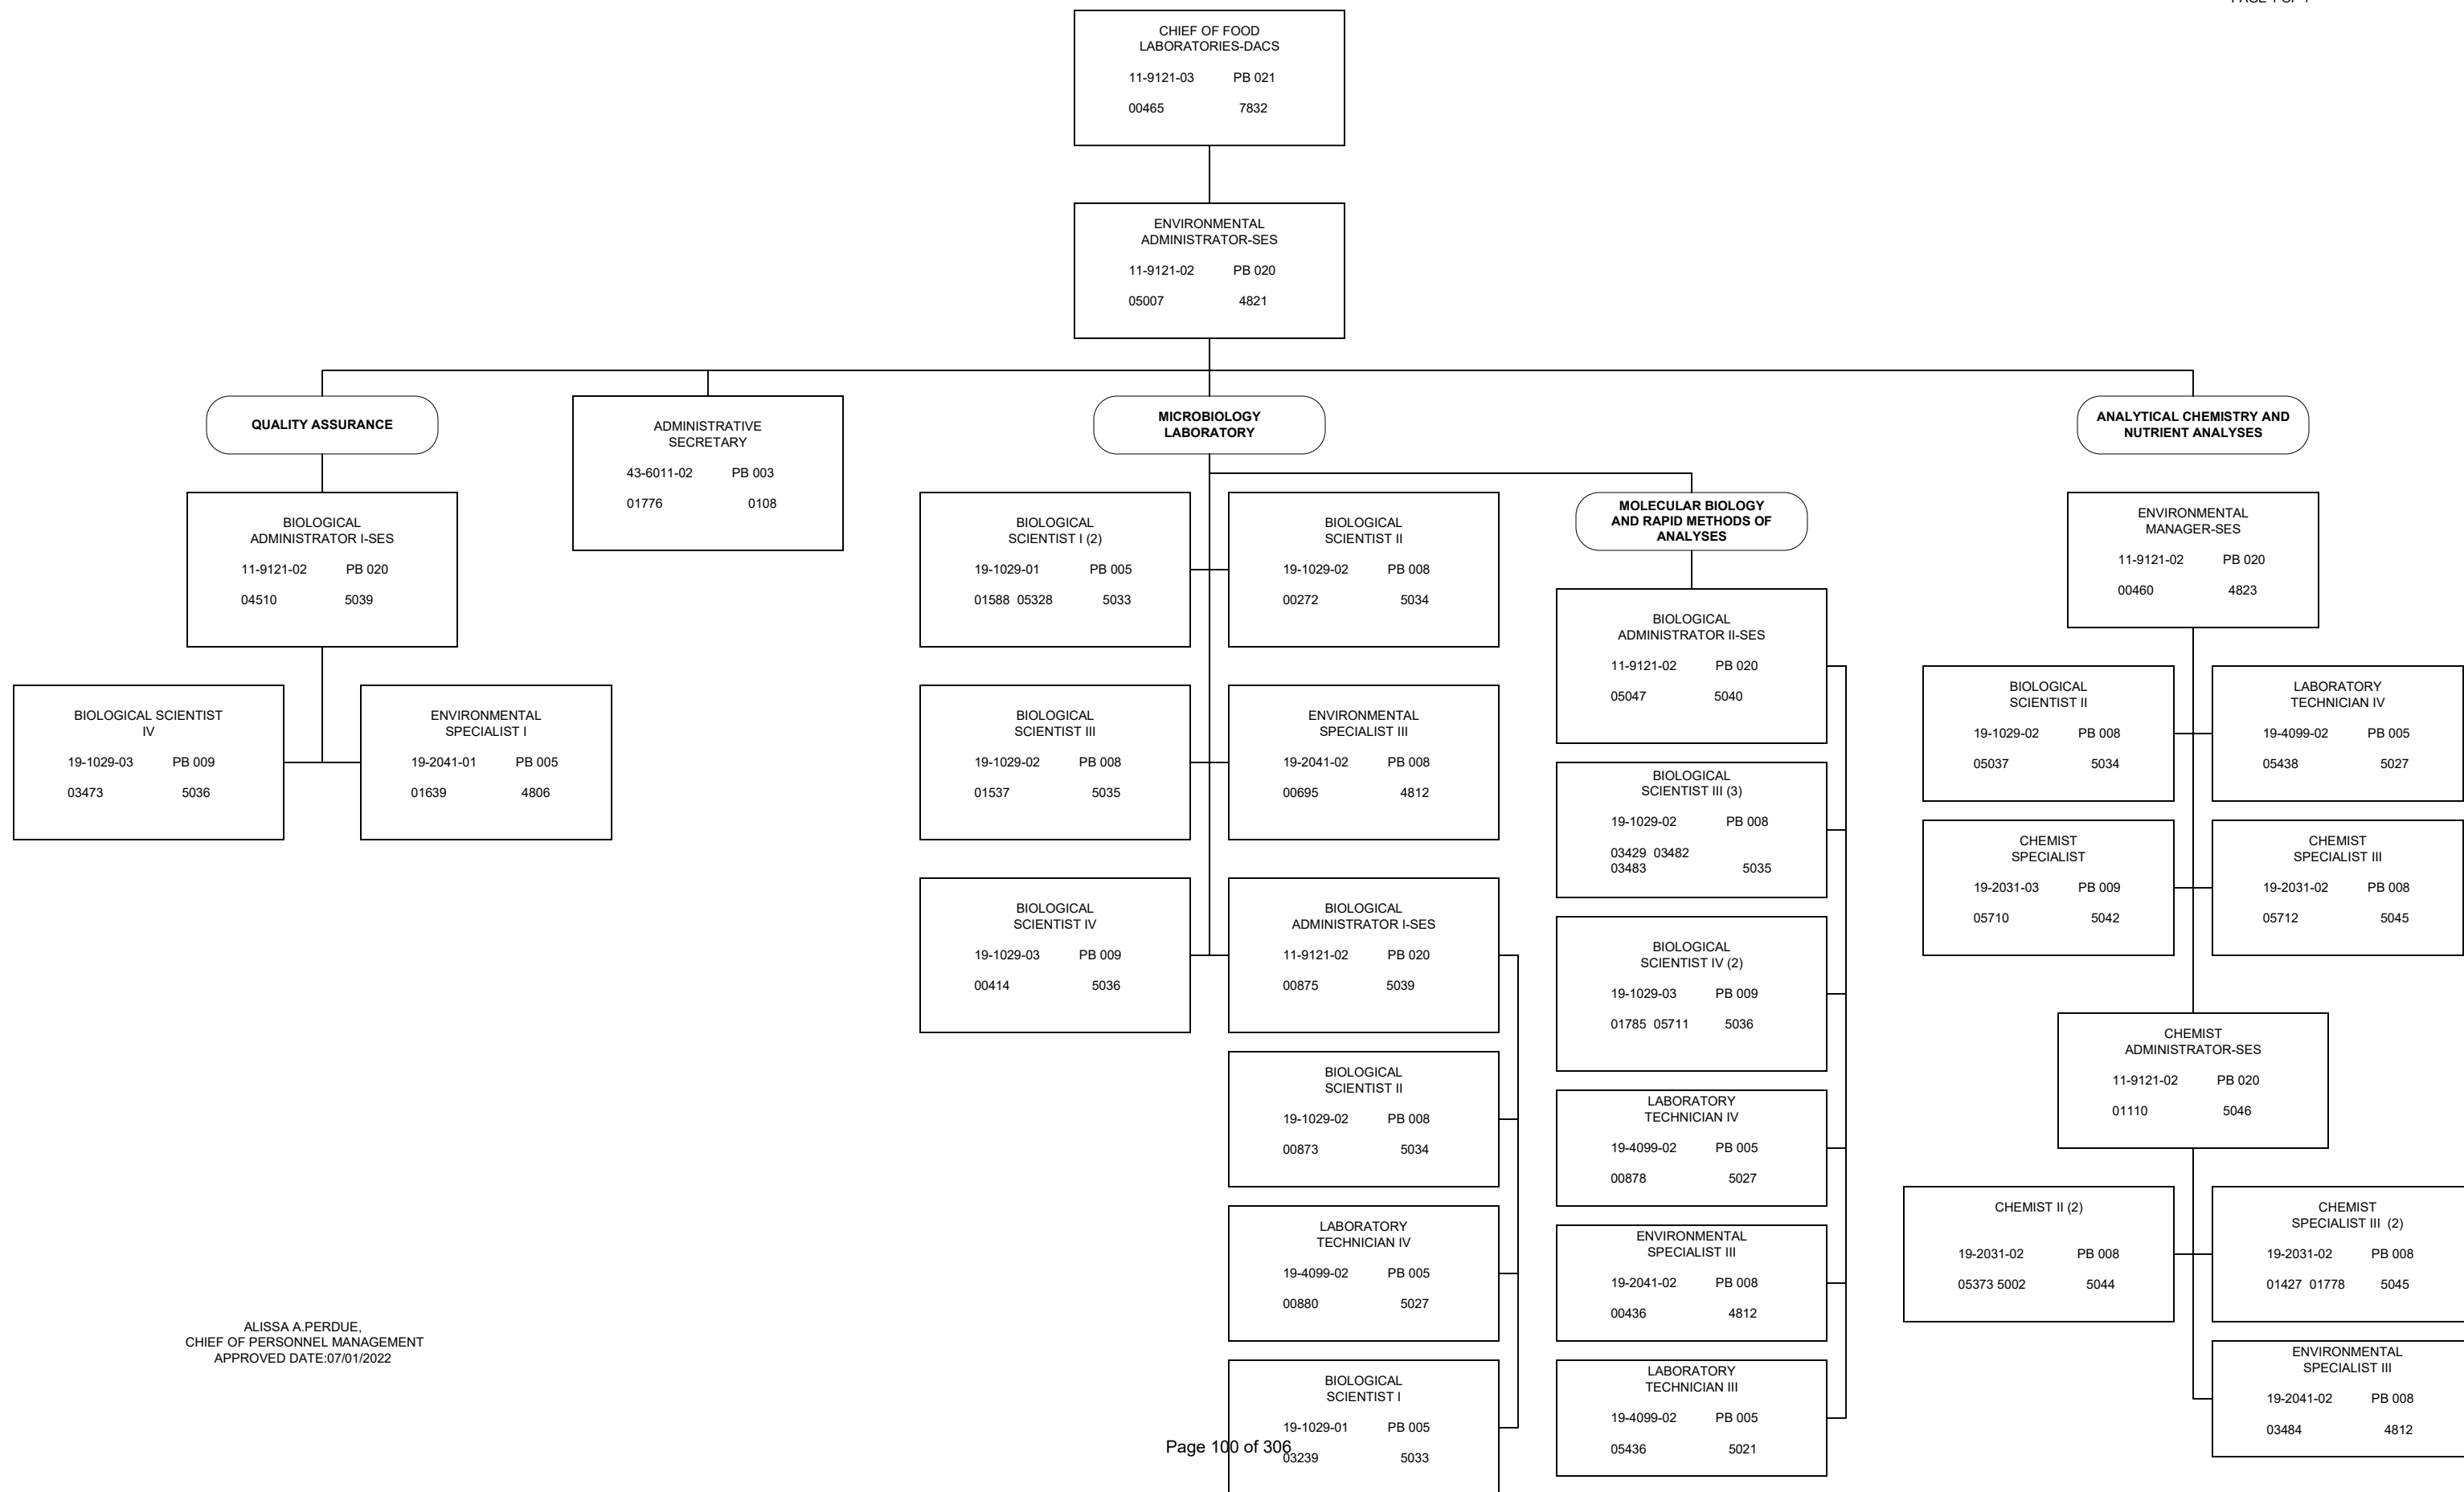 CHIEF OF FOOD
LABORATORIES-DACS
11-9121-03 PB 021
00465 7832
ENVIRONMENTAL
ADMINISTRATOR-SES
11-9121-02 PB 020
05007 4821
QUALITY ASSURANCE
BIOLOGICAL
ADMINISTRATOR I-SES
11-9121-02 PB 020
04510 5039
BIOLOGICAL SCIENTIST
IV
19-1029-03 PB 009
03473 5036
ENVIRONMENTAL
SPECIALIST I
19-2041-01 PB 005
01639 4806
ADMINISTRATIVE
SECRETARY
43-6011-02 PB 003
01776 0108
MICROBIOLOGY
LABORATORY
BIOLOGICAL
SCIENTIST I (2)
19-1029-01 PB 005
01588 05328 5033
BIOLOGICAL
SCIENTIST II
19-1029-02 PB 008
00272 5034
BIOLOGICAL
SCIENTIST III
19-1029-02 PB 008
01537 5035
ENVIRONMENTAL
SPECIALIST III
19-2041-02 PB 008
00695 4812
BIOLOGICAL
SCIENTIST IV
19-1029-03 PB 009
00414 5036
BIOLOGICAL
ADMINISTRATOR I-SES
11-9121-02 PB 020
00875 5039
BIOLOGICAL
SCIENTIST II
19-1029-02 PB 008
00873 5034
LABORATORY
TECHNICIAN IV
19-4099-02 PB 005
00880 5027
BIOLOGICAL
SCIENTIST I
19-1029-01 PB 005
03239 5033
MOLECULAR BIOLOGY
AND RAPID METHODS OF
ANALYSES
BIOLOGICAL
ADMINISTRATOR II-SES
11-9121-02 PB 020
05047 5040
BIOLOGICAL
SCIENTIST III (3)
19-1029-02 PB 008
03429 03482
03483 5035
BIOLOGICAL
SCIENTIST IV (2)
19-1029-03 PB 009
01785 05711 5036
LABORATORY
TECHNICIAN IV
19-4099-02 PB 005
00878 5027
ENVIRONMENTAL
SPECIALIST III
19-2041-02 PB 008
00436 4812
LABORATORY
TECHNICIAN III
19-4099-02 PB 005
05436 5021
ANALYTICAL CHEMISTRY AND
NUTRIENT ANALYSES
ENVIRONMENTAL
MANAGER-SES
11-9121-02 PB 020
00460 4823
BIOLOGICAL
SCIENTIST II
19-1029-02 PB 008
05037 5034
LABORATORY
TECHNICIAN IV
19-4099-02 PB 005
05438 5027
CHEMIST
SPECIALIST
19-2031-03 PB 009
05710 5042
CHEMIST
SPECIALIST III
19-2031-02 PB 008
05712 5045
CHEMIST
ADMINISTRATOR-SES
11-9121-02 PB 020
01110 5046
CHEMIST II (2)
19-2031-02 PB 008
05373 5002 5044
CHEMIST
SPECIALIST III (2)
19-2031-02 PB 008
01427 01778 5045
ENVIRONMENTAL
SPECIALIST III
19-2041-02 PB 008
03484 4812
ALISSA A.PERDUE,
CHIEF OF PERSONNEL MANAGEMENT
APPROVED DATE:07/01/2022
Page 100 of 306